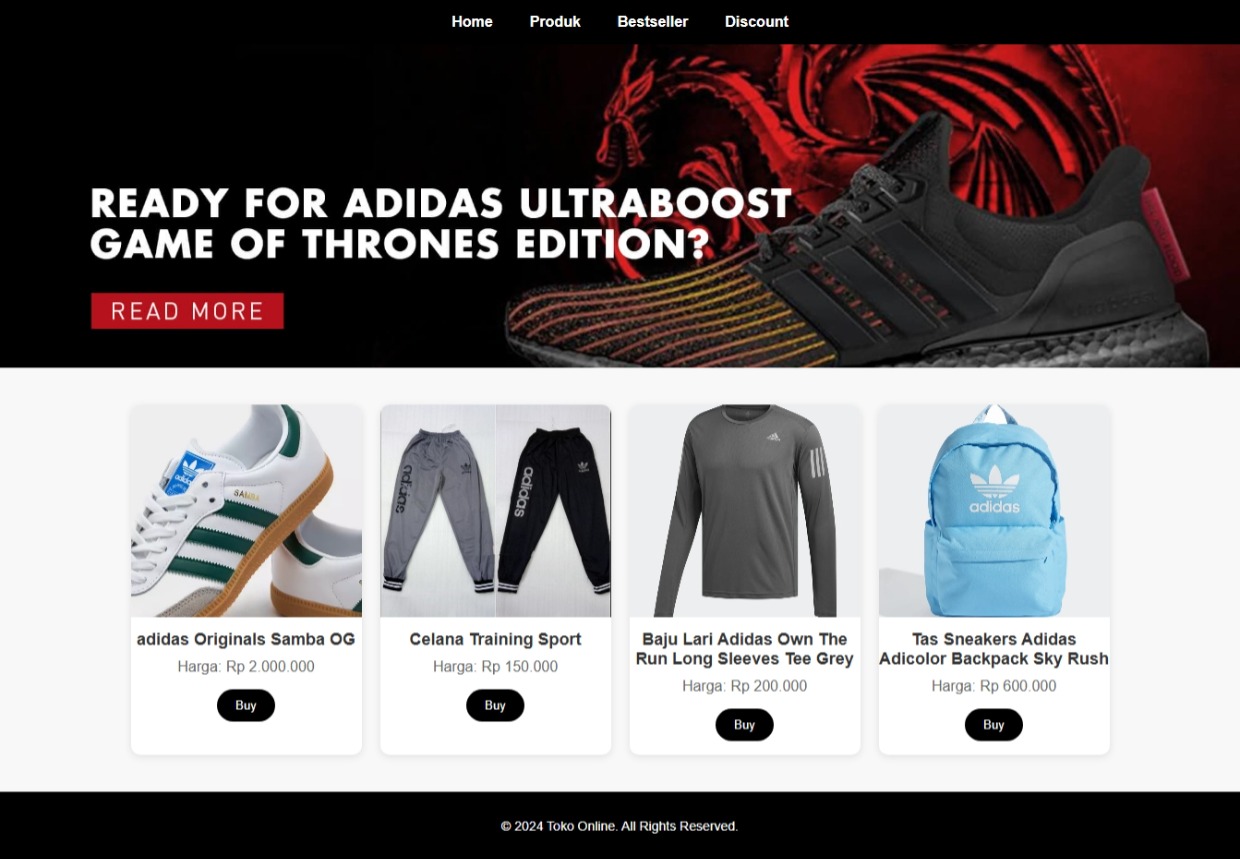 Home Produk Bestseller Discount
READY FOR ADIDAS ULTRABOOST
GAME OF THRONES EDITION?
READ MORE
adidas
SAMBA
adidas
adidas
adidas
adidas Originals Samba OG
Harga: Rp 2.000.000
Buy
Celana Training Sport
Harga: Rp 150.000
Buy
Baju Lari Adidas Own The
Run Long Sleeves Tee Grey
Harga: Rp 200.000
Buy
Tas Sneakers Adidas
Adicolor Backpack Sky Rush
Harga: Rp 600.000
Buy
© 2024 Toko Online. All Rights Reserved.